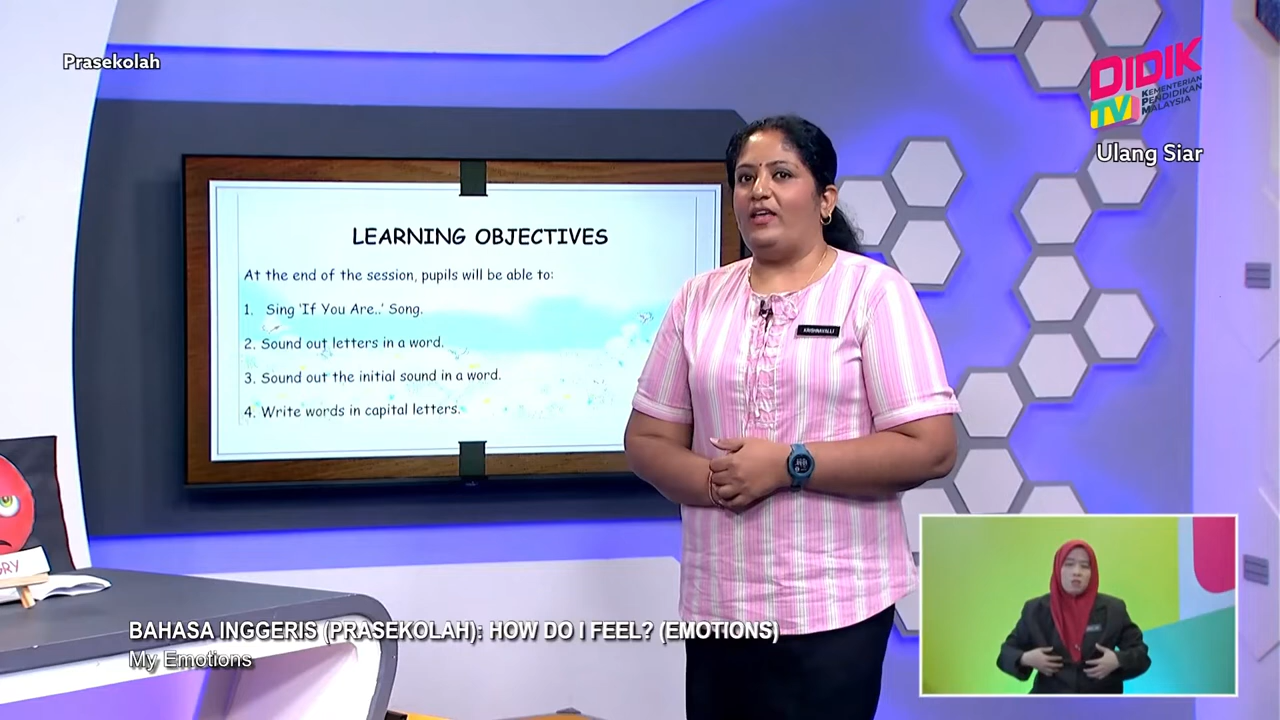 Prasekolah
DIDIK
TV
KEMENTERIAN
PENDIDIKAN
MALAYSIA
Ulang Siar
LEARNING OBJECTIVES
At the end of the session, pupils will be able to:
1. Sing 'If You Are..' Song.
2. Sound out letters in a word.
3. Sound out the initial sound in a word.
4. Write words in capital letters.
KRISHNAVALLI
BAHASA INGGERIS (PRASEKOLAH): HOW DO I FEEL? (EMOTIONS)
My Emotions